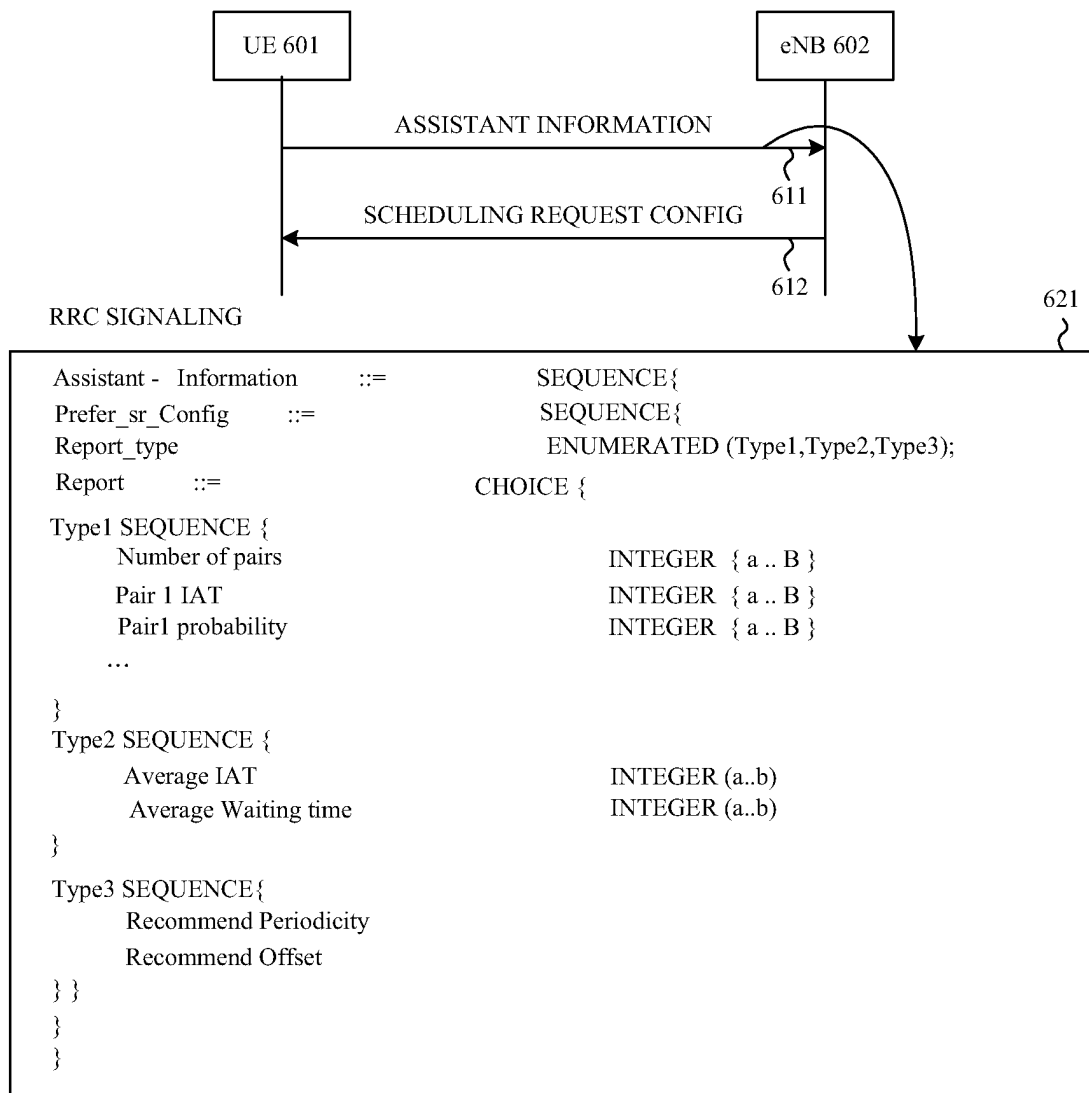 UE 601
eNB 602
ASSISTANT INFORMATION
611
SCHEDULING REQUEST CONFIG
612
RRC SIGNALING
621
Assistant - Information ::= SEQUENCE{
Prefer_sr_Config ::= SEQUENCE{
Report_type ENUMERATED (Type1,Type2,Type3);
Report ::= CHOICE {
Type1 SEQUENCE {
Number of pairs INTEGER { a .. B }
Pair 1 IAT INTEGER { a .. B }
Pair1 probability INTEGER { a .. B }
...
}
Type2 SEQUENCE {
Average IAT INTEGER (a..b)
Average Waiting time INTEGER (a..b)
}
Type3 SEQUENCE{
Recommend Periodicity
Recommend Offset
} }
}
}